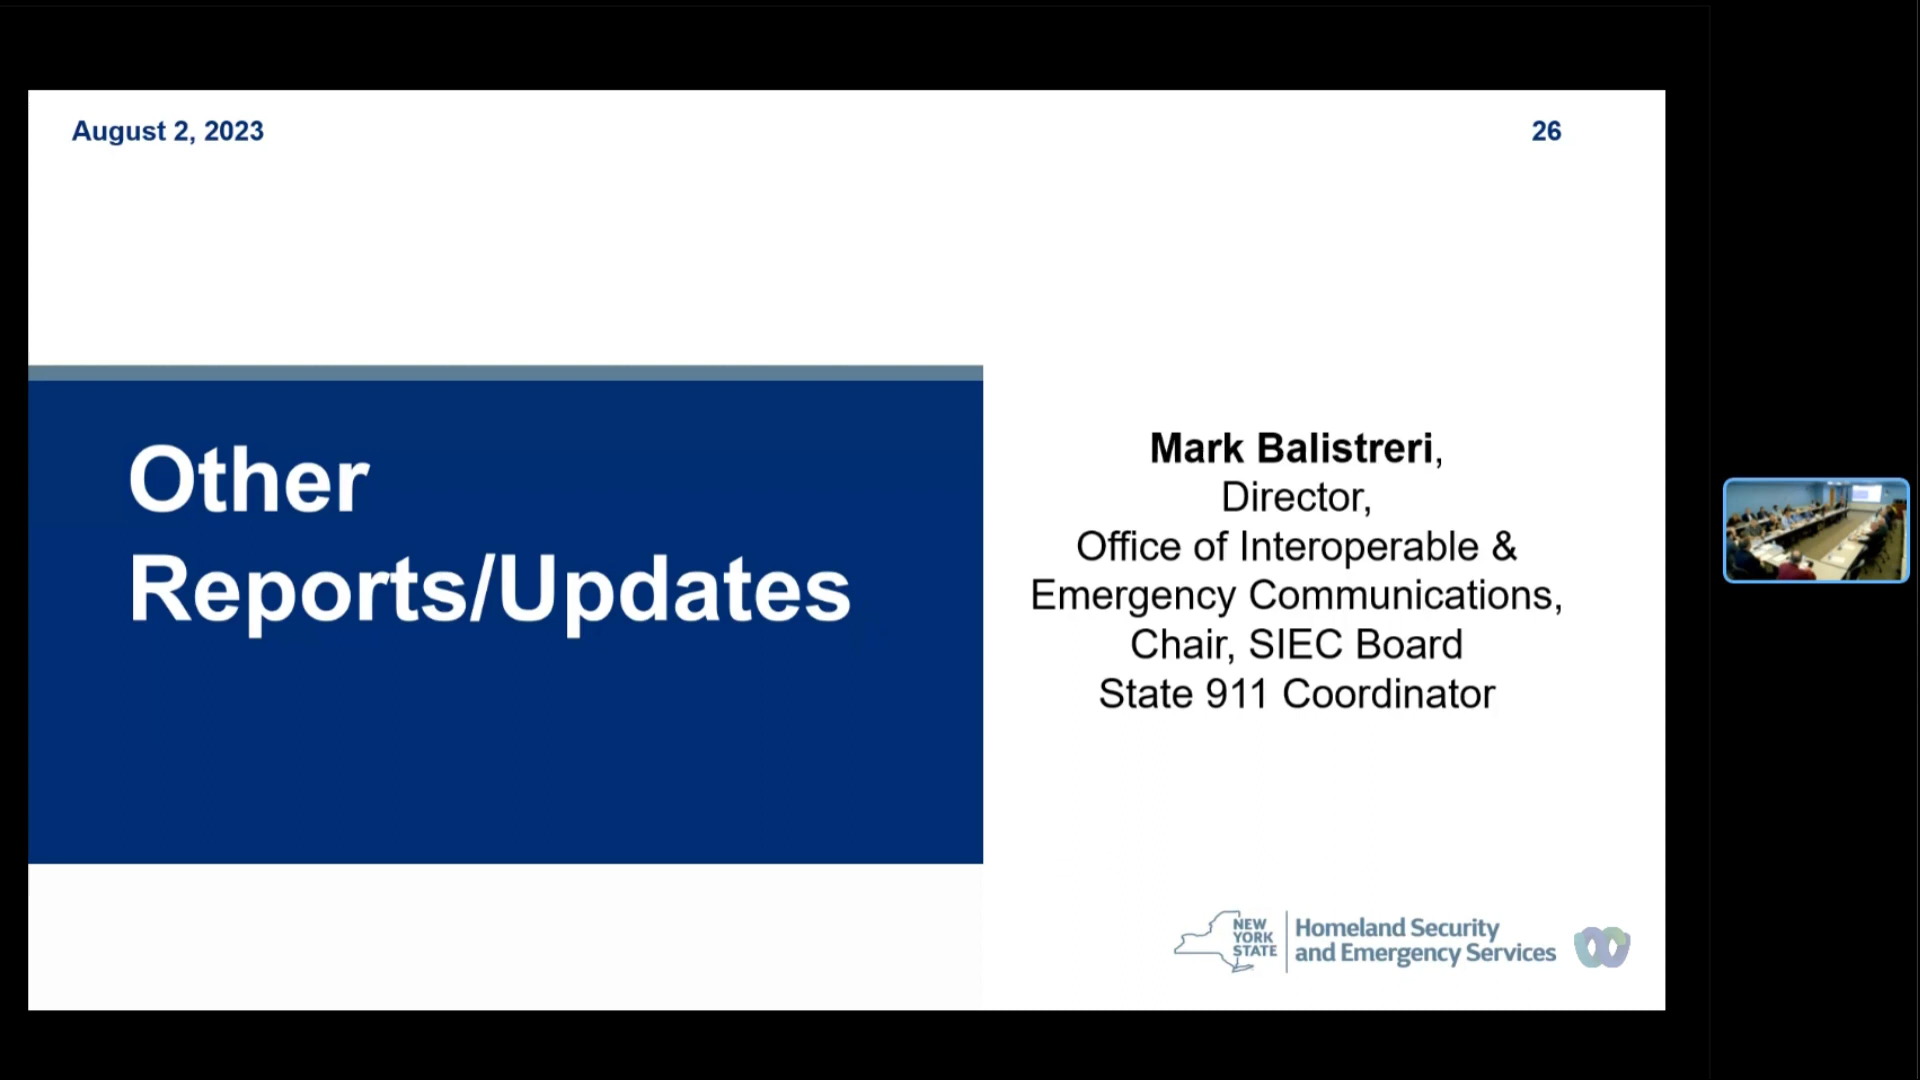 August 2, 2023
26
Other
Reports/Updates
Mark Balistreri,
Director,
Office of Interoperable &
Emergency Communications,
Chair, SIEC Board
State 911 Coordinator
NEW
YORK
STATE
Homeland Security
and Emergency Services